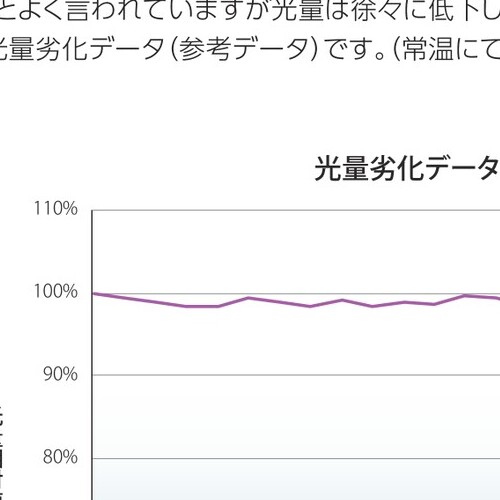 とよく言われていますが光量は徐々に低下し
光量劣化データ(参考データ)です。(常温にて
光量劣化データ
110%
100%
90%
80%